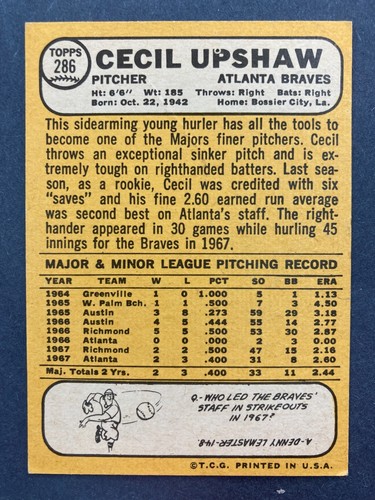 TOPPS
286
CECIL UPSHAW
PITCHER ATLANTA BRAVES
Ht: 6'6" Wt: 185 Throws: Right Bats: Right
Born: Oct. 22, 1942 Home: Bossier City, La.
This sidearming young hurler has all the tools to
become one of the Majors finer pitchers. Cecil
throws an exceptional sinker pitch and is ex-
tremely tough on righthanded batters. Last sea-
son, as a rookie, Cecil was credited with six
"saves" and his fine 2.60 earned run average
was second best on Atlanta's staff. The right-
hander appeared in 30 games while hurling 45
innings for the Braves in 1967.
MAJOR & MINOR LEAGUE PITCHING RECORD
YEAR TEAM W L PCT SO BB ERA
1964 Greenville 1 0 1.000 5 1 1.13
1965 W. Palm Bch. 1 1 .500 7 3 4.50
1965 Austin 3 8 .273 59 29 3.18
1966 Austin 4 5 .444 55 14 2.77
1966 Richmond 5 5 .500 53 30 2.87
1966 Atlanta 0 0 .000 2 3 0.00
1967 Richmond 2 2 .500 47 15 2.16
1967 Atlanta 2 3 .400 31 8 2.60
Maj. Totals 2 Yrs. 2 3 .400 33 11 2.44
Q.- WHO LED THE BRAVES'
STAFF IN STRIKEOUTS
IN 1967?
A- DENNY LEMASTER-148
©T.C.G. PRINTED IN U.S.A.